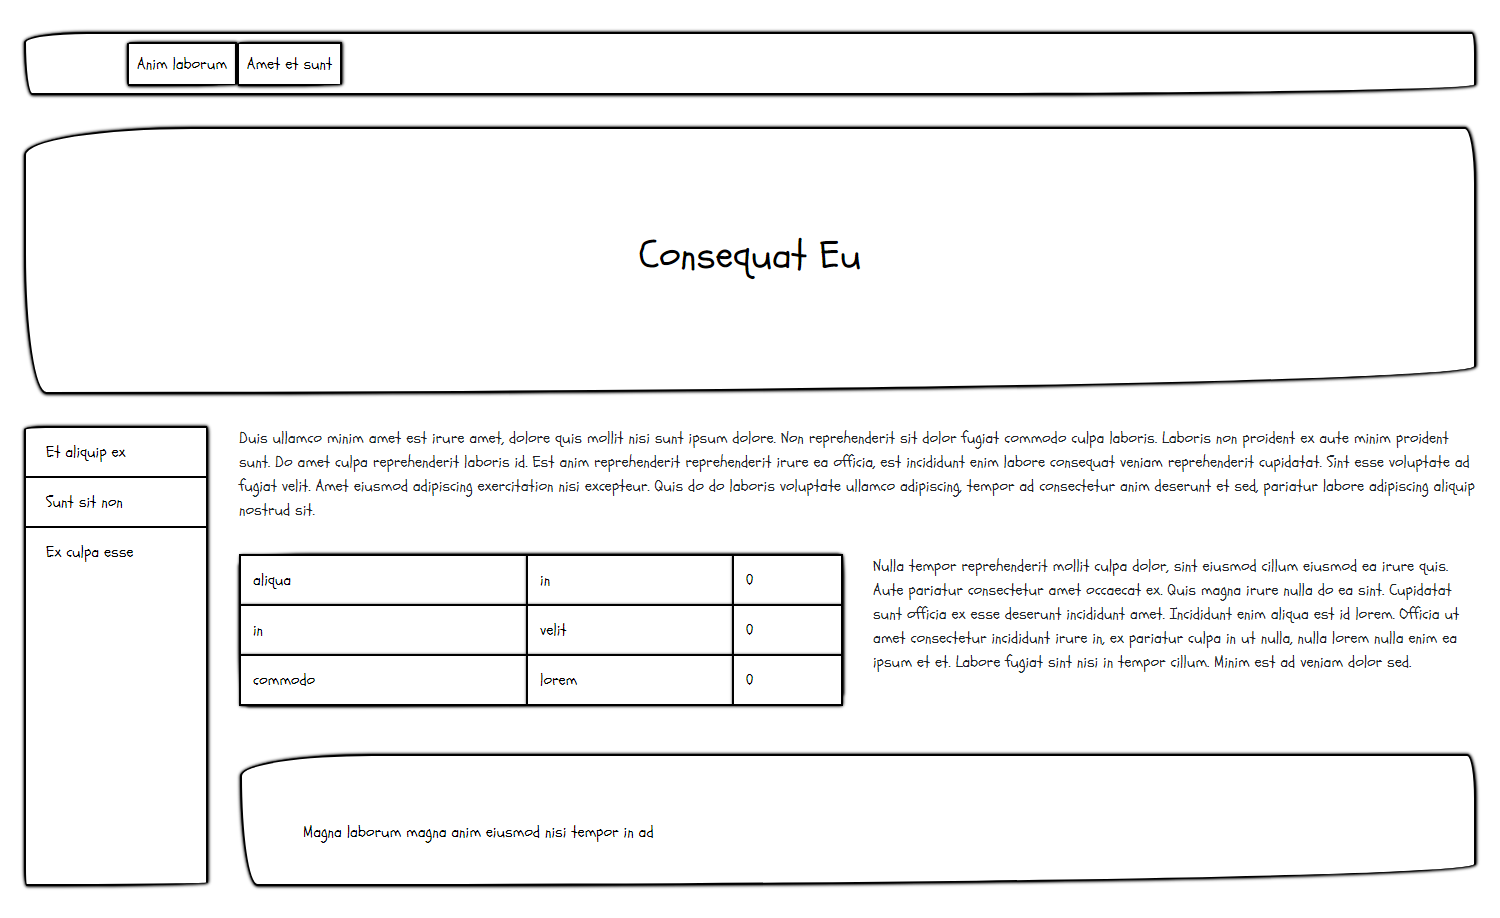 Anim laborum
Amet et sunt
Consequat Eu
Et aliquip ex
Sunt sit non
Ex culpa esse
Duis ullamco minim amet est irure amet, dolore quis mollit nisi sunt ipsum dolore. Non reprehenderit sit dolor fugiat commodo culpa laboris. Laboris non proident ex aute minim proident
sunt. Do amet culpa reprehenderit laboris id. Est anim reprehenderit reprehenderit irure ea officia, est incididunt enim labore consequat veniam reprehenderit cupidatat. Sint esse voluptate ad
fugiat velit. Amet eiusmod adipiscing exercitation nisi excepteur. Quis do do laboris voluptate ullamco adipiscing, tempor ad consectetur anim deserunt et sed, pariatur labore adipiscing aliquip
nostrud sit.
aliqua in 0
in velit 0
commodo lorem 0
Nulla tempor reprehenderit mollit culpa dolor, sint eiusmod cillum eiusmod ea irure quis.
Aute pariatur consectetur amet occaecat ex. Quis magna irure nulla do ea sint. Cupidatat
sunt officia ex esse deserunt incididunt amet. Incididunt enim aliqua est id lorem. Officia ut
amet consectetur incididunt irure in, ex pariatur culpa in ut nulla, nulla lorem nulla enim ea
ipsum et et. Labore fugiat sint nisi in tempor cillum. Minim est ad veniam dolor sed.
Magna laborum magna anim eiusmod nisi tempor in ad